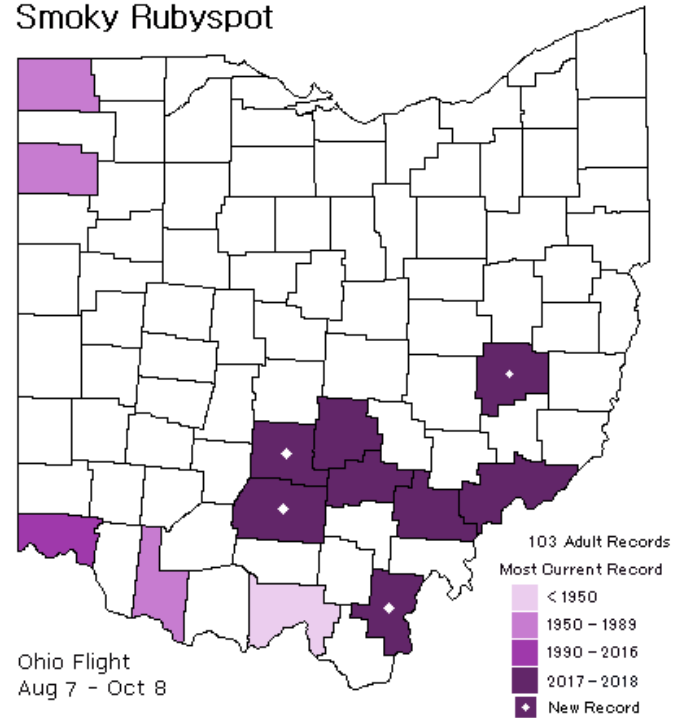 Smoky Rubyspot
103 Adult Records
Most Current Record
< 1950
1950 – 1989
1990 – 2016
2017 – 2018
New Record
Ohio Flight
Aug 7 - Oct 8